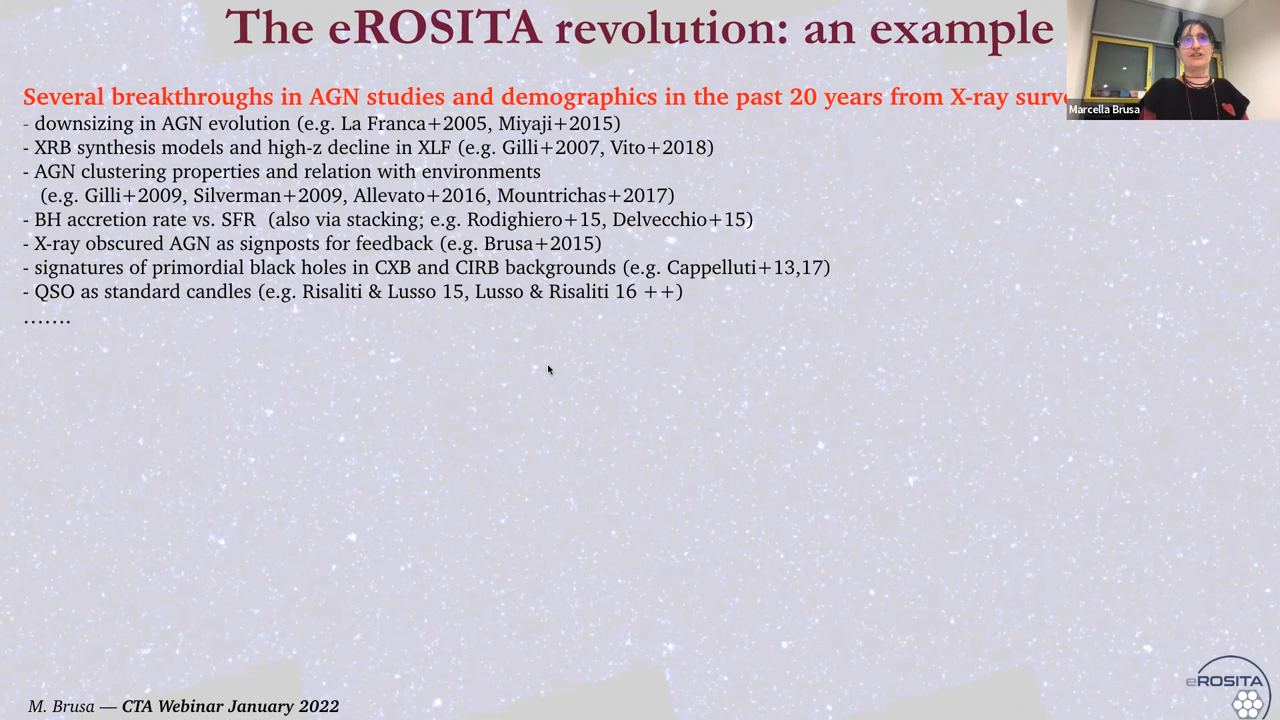 The eROSITA revolution: an example
Marcella Brusa
Several breakthroughs in AGN studies and demographics in the past 20 years from X-ray
- downsizing in AGN evolution (e.g. La Franca+2005, Miyaji+2015)
- XRB synthesis models and high-z decline in XLF (e.g. Gilli+2007, Vito+2018)
- AGN clustering properties and relation with environments
(e.g. Gilli+2009, Silverman+2009, Allevato+2016, Mountrichas+2017)
- BH accretion rate vs. SFR (also via stacking; e.g. Rodighiero+15, Delvecchio+15)
- X-ray obscured AGN as signposts for feedback (e.g. Brusa+2015)
- signatures of primordial black holes in CXB and CIRB backgrounds (e.g. Cappelluti+13,17)
- QSO as standard candles (e.g. Risaliti & Lusso 15, Lusso & Risaliti 16 ++)
…….
eROSITA
M. Brusa — CTA Webinar January 2022